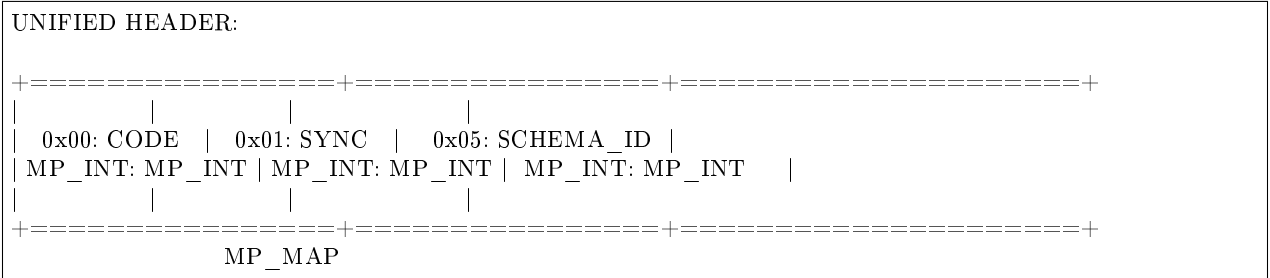 UNIFIED HEADER:
+================+================+=====================+
| | | |
| 0x00: CODE | 0x01: SYNC | 0x05: SCHEMA_ID |
| MP_INT: MP_INT | MP_INT: MP_INT | MP_INT: MP_INT |
| | | |
+================+================+=====================+
MP_MAP